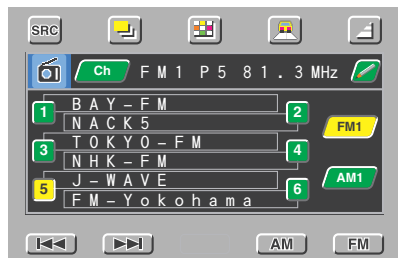 SRC
Ch FM1 P5 81.3MHz
1 BAY-FM
NACK5 2
FM1
3 TOKYO-FM
NHK-FM 4
AM1
5 J-WAVE
FM-Yokohama 6
AM FM